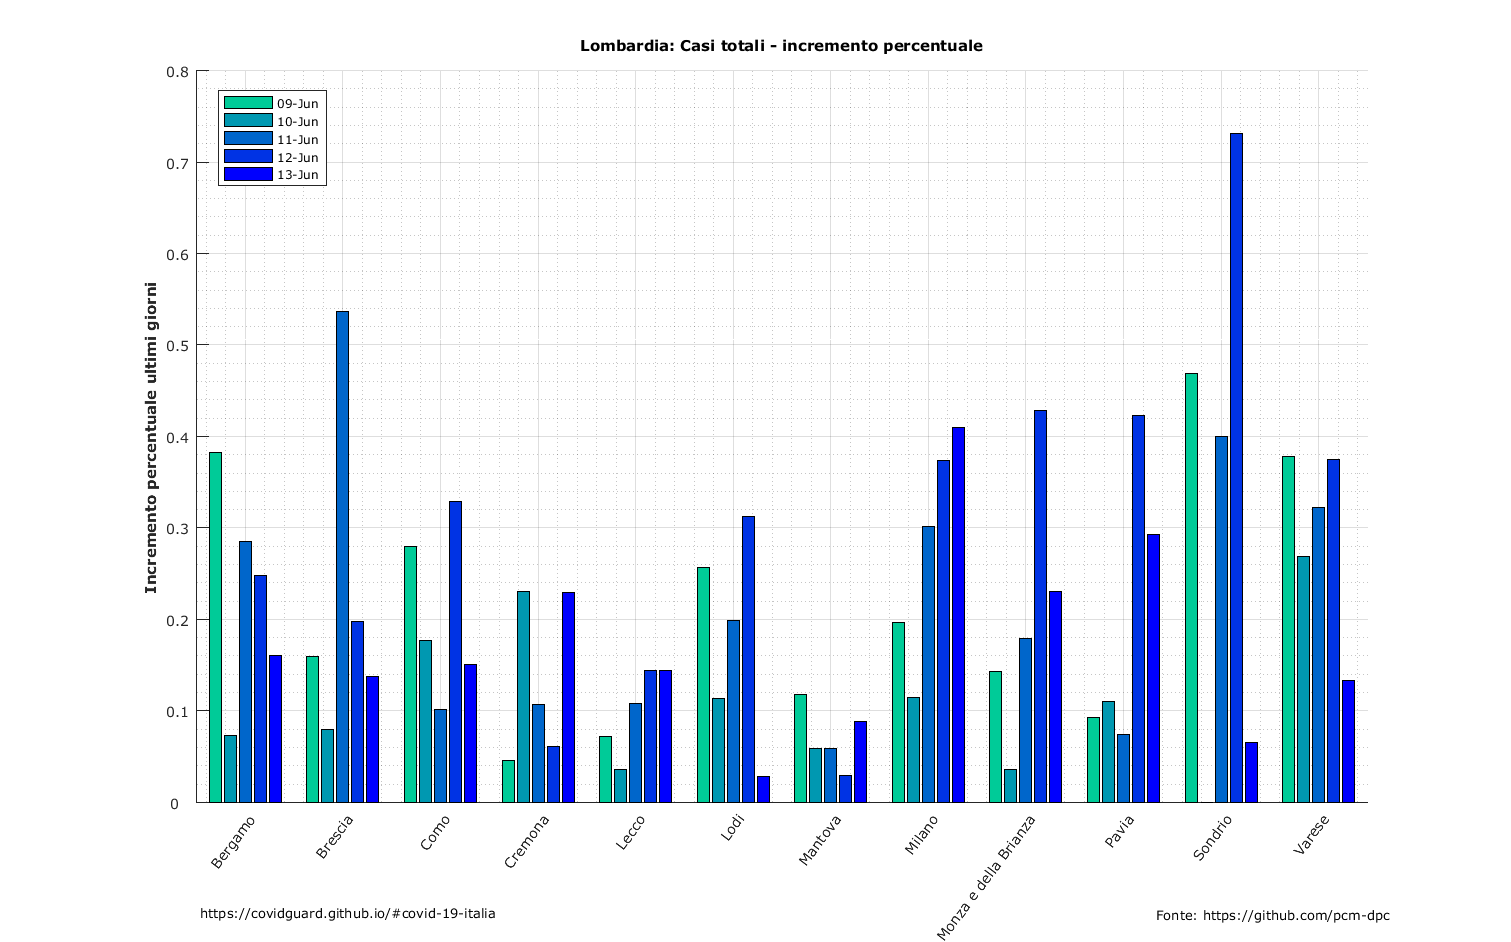 Lombardia: Casi totali - incremento percentuale
Incremento percentuale ultimi giorni
0.8
0.7
0.6
0.5
0.4
0.3
0.2
0.1
0
09-Jun
10-Jun
11-Jun
12-Jun
13-Jun
Bergamo
Brescia
Como
Cremona
Lecco
Lodi
Mantova
Milano
Monza e della Brianza
Pavia
Sondrio
Varese
https://covidguard.github.io/#covid-19-italia
Fonte: https://github.com/pcm-dpc